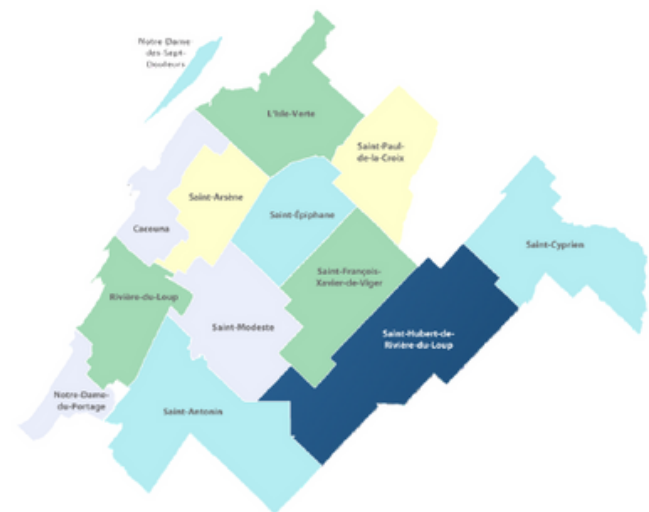 Notre Dame-
des-Sept-
Douleurs
L'Isle-Verte
Saint-Paul-
de-la-Croix
Saint-Arsène
Saint-Épiphane
Cacouna
Saint-Cyprien
Saint-François-
Xavier-de-Viger
Rivière-du-Loup
Saint-Modeste
Saint-Hubert-de-
Rivière-du-Loup
Notre-Dame-
du-Portage
Saint-Antonin